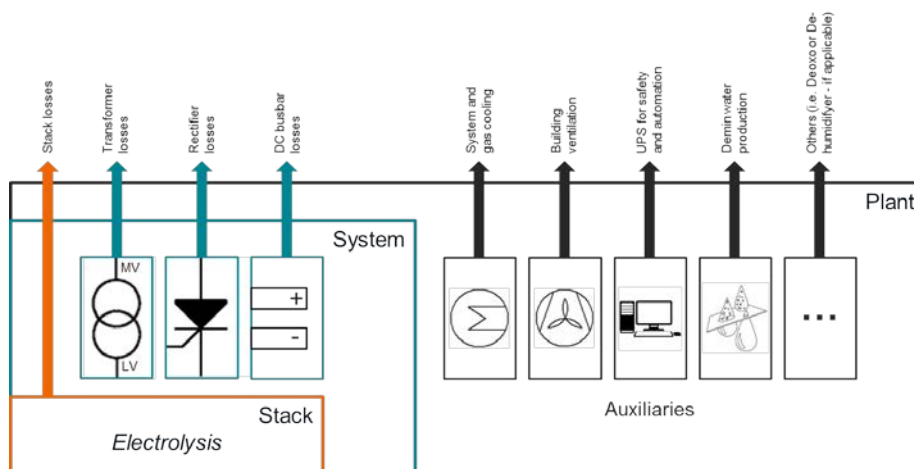 Stack losses
Transformer
losses
Rectifier
losses
DC busbar
losses
System and
gas cooling
Building
ventilation
UPS for safety
and automation
Demin water
production
Others (i.e. Deoxo or De-
humidifyer - if applicable)
Plant
System
MV
LV
+
-
...
Auxiliaries
Stack
Electrolysis